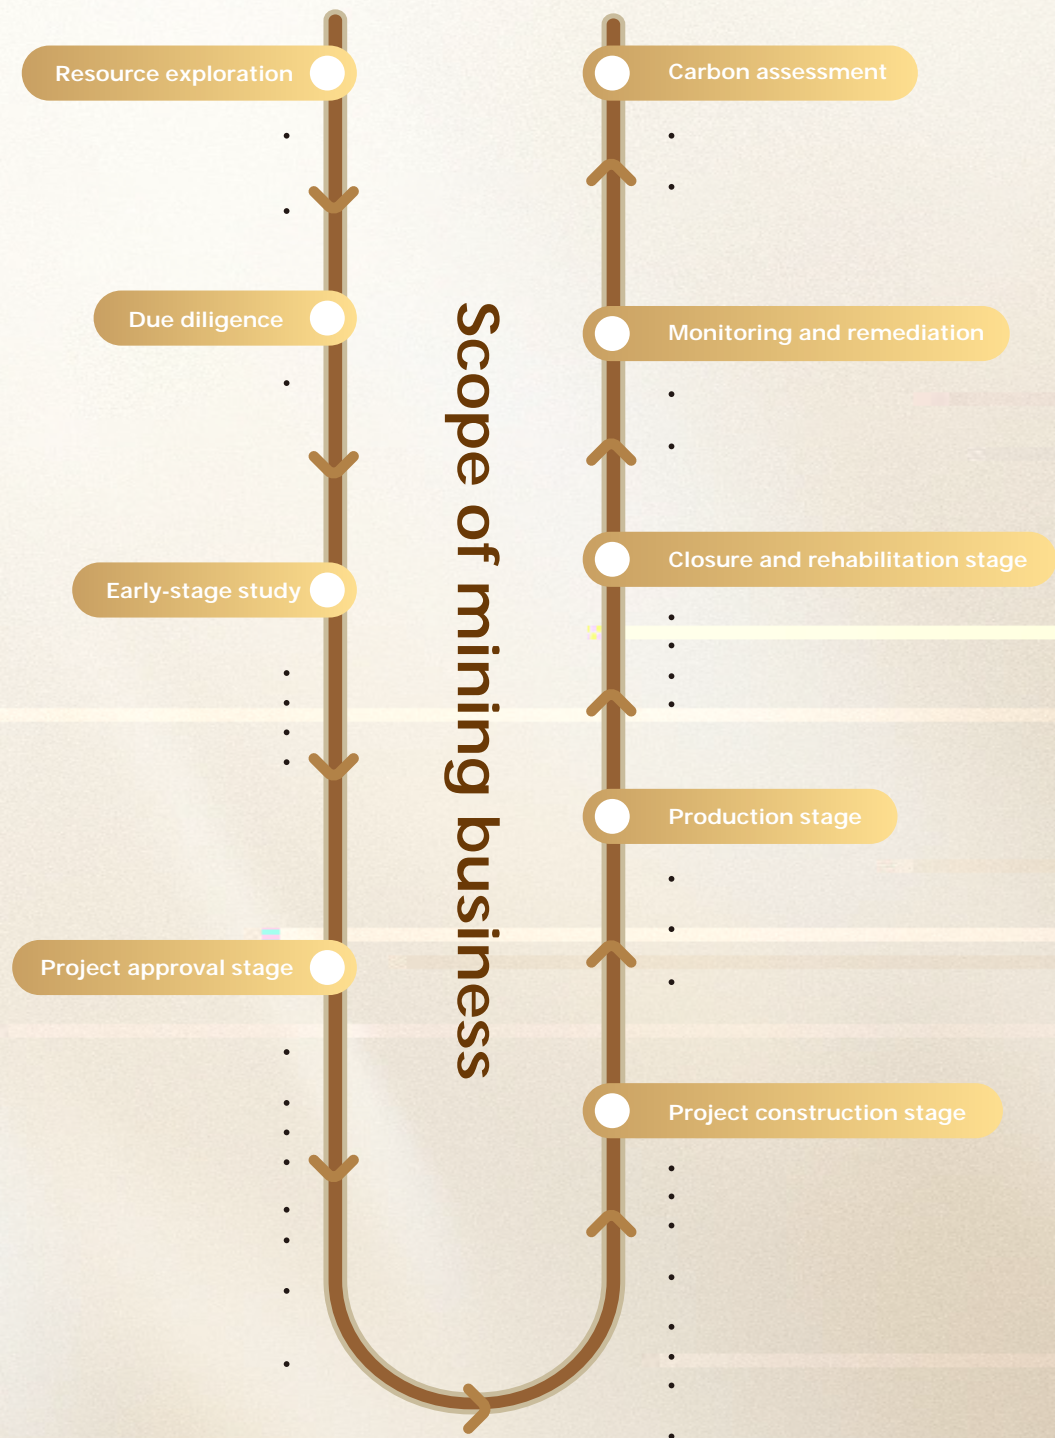 Scope of mining business
Resource exploration
Due diligence
Early-stage study
Project approval stage
Project construction stage
Production stage
Closure and rehabilitation stage
Monitoring and remediation
Carbon assessment